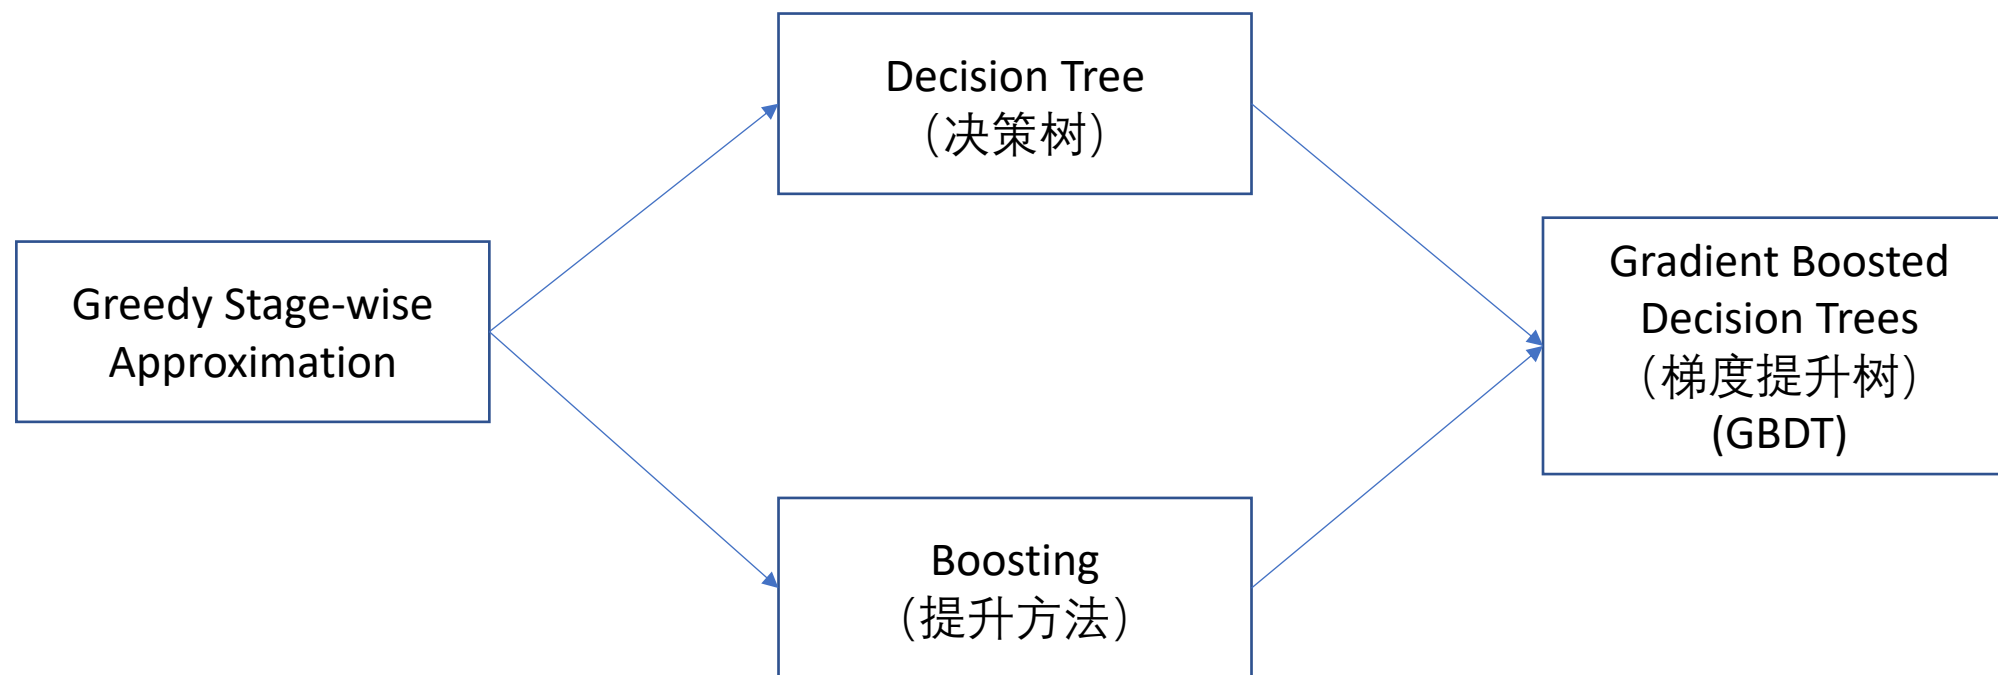 Greedy Stage-wise
Approximation
Decision Tree
（决策树）
Boosting
（提升方法）
Gradient Boosted
Decision Trees
（梯度提升树）
(GBDT)